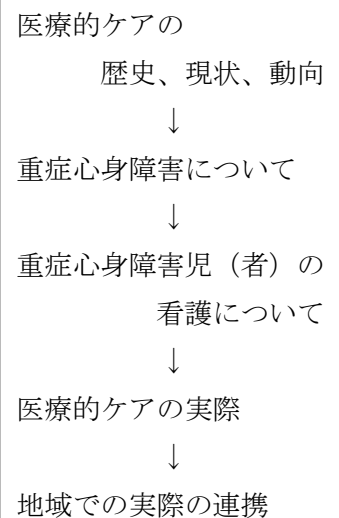 医療的ケアの
歴史、現状、動向
↓
重症心身障害について
↓
重症心身障害児（者）の
看護について
↓
医療的ケアの実際
↓
地域での実際の連携